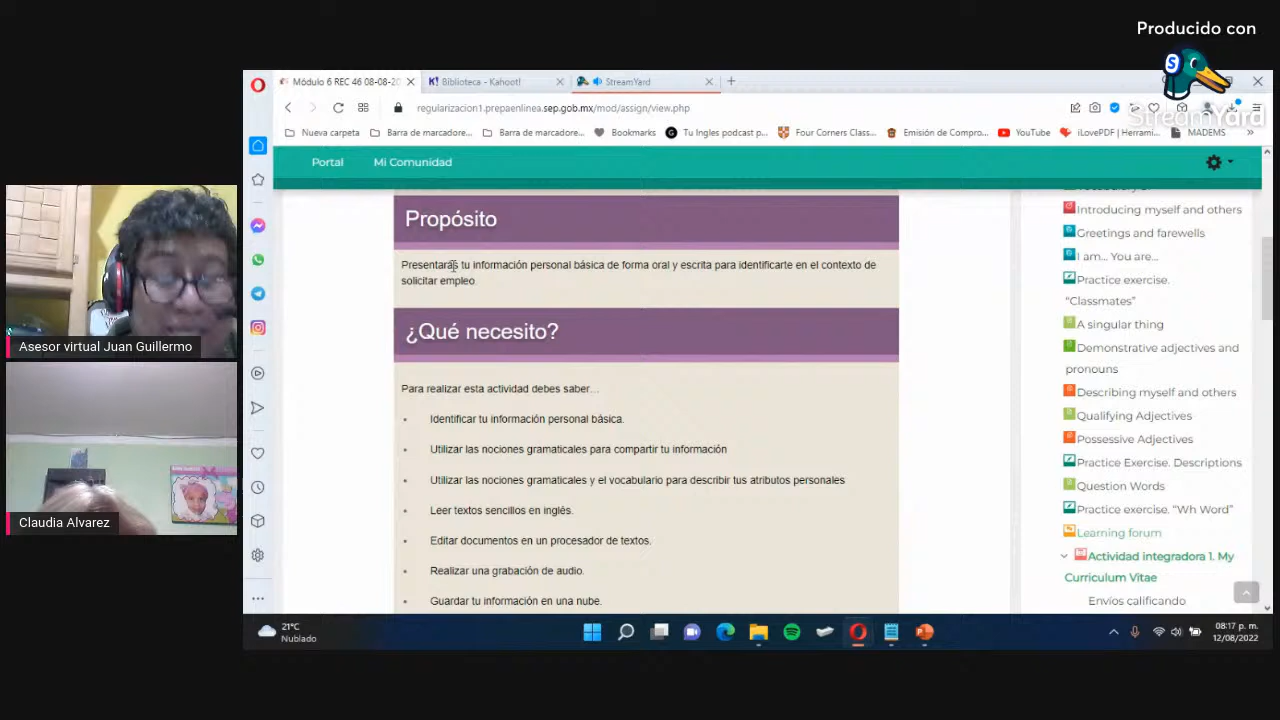 Producido con
StreamYard
Módulo 6 REC 46 08-08-20
Biblioteca - Kahoot!
StreamYard
regularizacion1.prepaenlinea.sep.gob.mx/mod/assign/view.php
Nueva carpeta
Barra de marcadore...
Barra de marcadore...
Bookmarks
Tu Ingles podcast p...
Four Corners Class...
Emisión de Compro...
YouTube
iLovePDF | Herrami...
MADEMS
Portal
Mi Comunidad
Propósito
Presentarás tu información personal básica de forma oral y escrita para identificarte en el contexto de
solicitar empleo
¿Qué necesito?
Para realizar esta actividad debes saber...
• Identificar tu información personal básica.
• Utilizar las nociones gramaticales para compartir tu información
• Utilizar las nociones gramaticales y el vocabulario para describir tus atributos personales
• Leer textos sencillos en inglés.
• Editar documentos en un procesador de textos.
• Realizar una grabación de audio.
• Guardar tu información en una nube.
Introducing myself and others
Greetings and farewells
I am... You are...
Practice exercise.
"Classmates"
A singular thing
Demonstrative adjectives and
pronouns
Describing myself and others
Qualifying Adjectives
Possessive Adjectives
Practice Exercise. Descriptions
Question Words
Practice exercise. "Wh Word"
Learning forum
Actividad integradora 1. My
Curriculum Vitae
Envíos calificando
Asesor virtual Juan Guillermo
Claudia Alvarez
21°C
Nublado
08:17 p. m.
12/08/2022